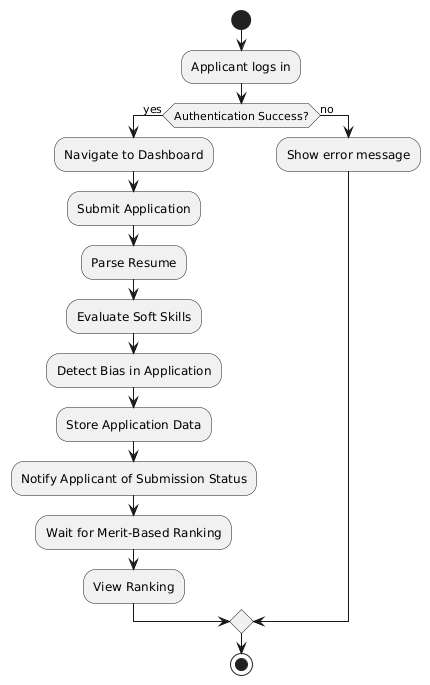 Applicant logs in
yes
Authentication Success?
no
Navigate to Dashboard
Show error message
Submit Application
Parse Resume
Evaluate Soft Skills
Detect Bias in Application
Store Application Data
Notify Applicant of Submission Status
Wait for Merit-Based Ranking
View Ranking